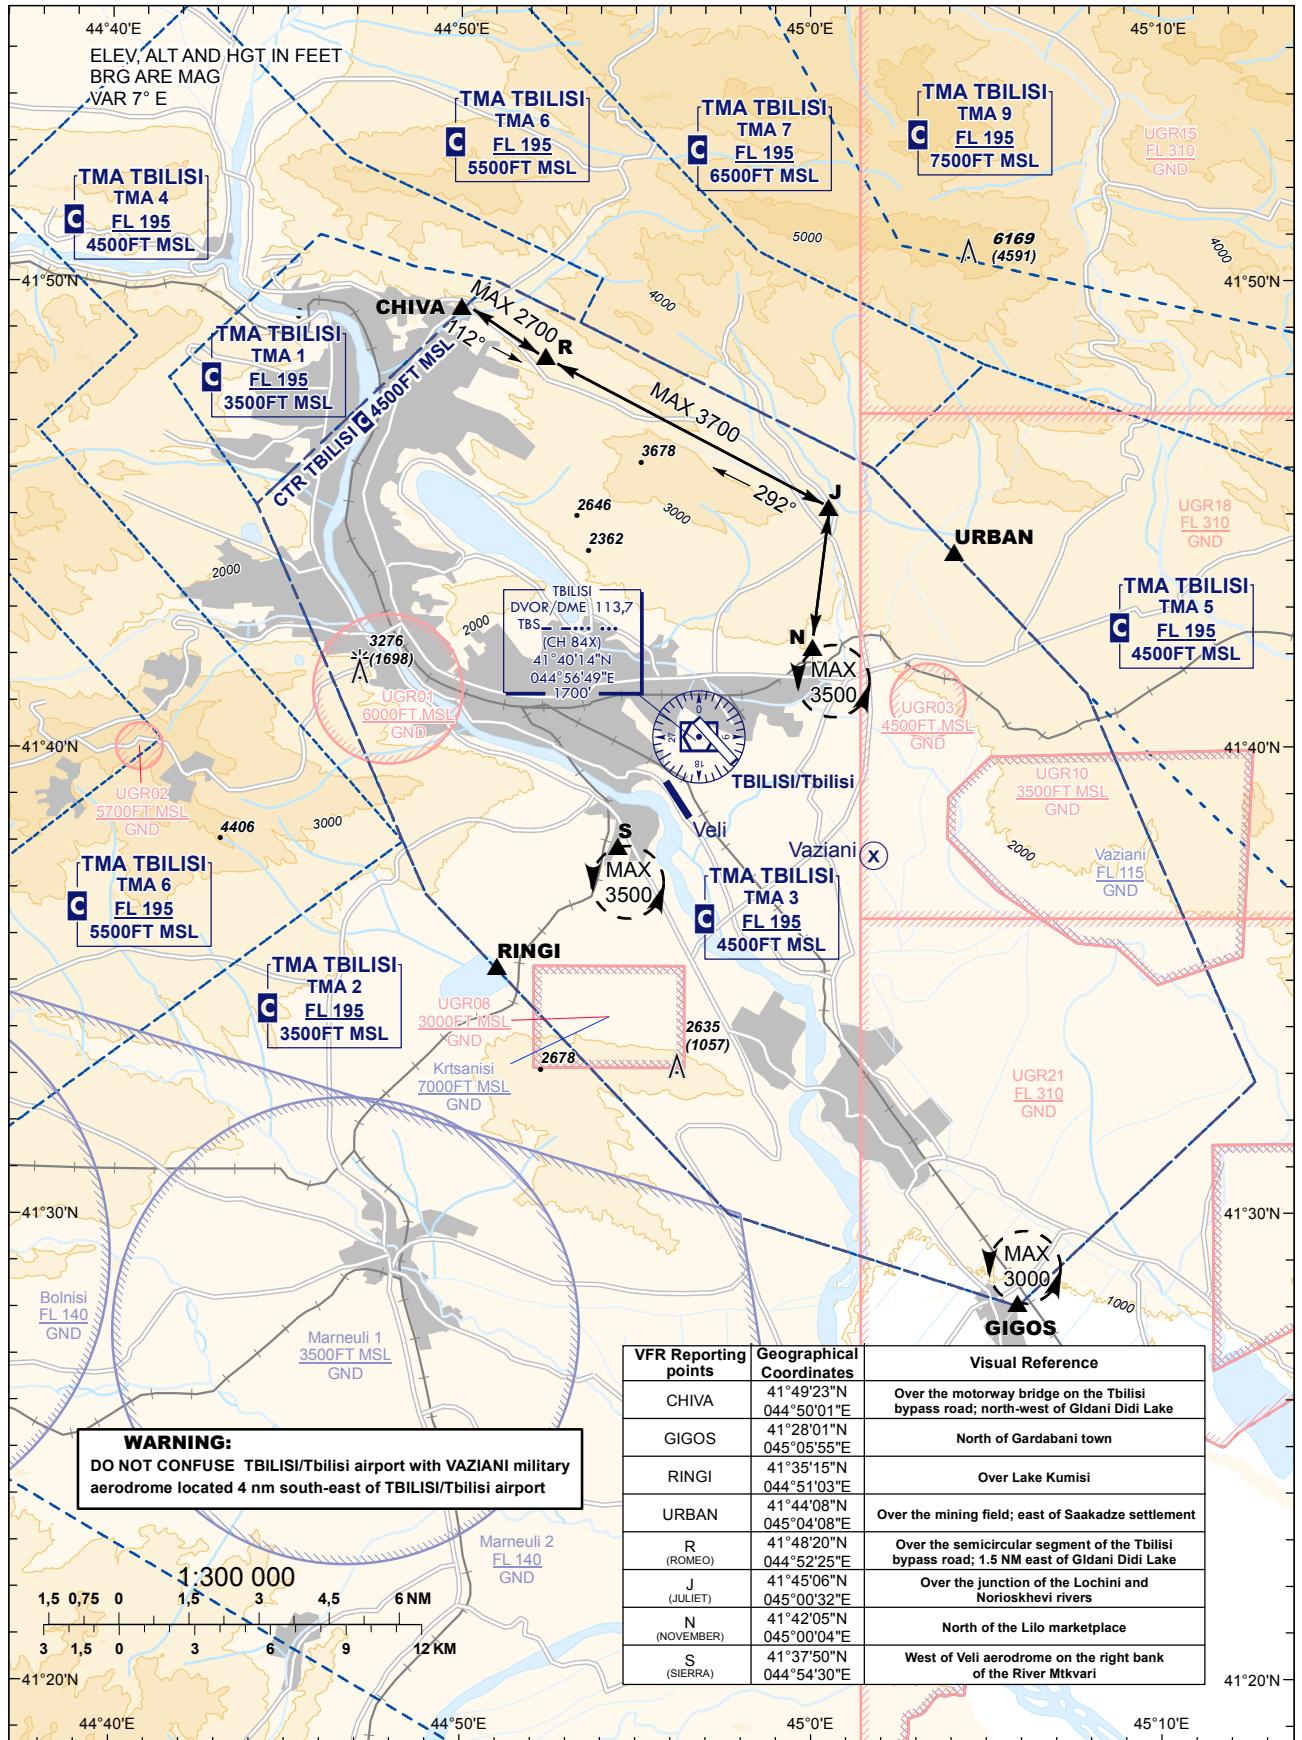 44°40'E
44°50'E
45°0'E
45°10'E
ELEV, ALT AND HGT IN FEET
BRG ARE MAG
VAR 7° E
TMA TBILISI
TMA 6
C
FL 195
5500FT MSL
TMA TBILISI
TMA 7
C
FL 195
6500FT MSL
TMA TBILISI
TMA 9
C
FL 195
7500FT MSL
UGR15
FL 310
GND
TMA TBILISI
TMA 4
C
FL 195
4500FT MSL
5000
6169
(4591)
4000
41°50'N
41°50'N
4000
CHIVA
MAX 2700
112°
R
TMA TBILISI
TMA 1
C
FL 195
3500FT MSL
CTR TBILISI C 4500FT MSL
MAX 3700
292°
3678
2646
3000
2362
J
URBAN
UGR18
FL 310
GND
2000
TBILISI
DVOR/DME 113,7
TBS
(CH 84X)
41°40'14"N
044°56'49"E
1700'
2000
3276
(1698)
N
MAX
3500
TMA TBILISI
TMA 5
C
FL 195
4500FT MSL
UGR01
6000FT MSL
GND
UGR03
4500FT MSL
GND
0
9
18
27
41°40'N
41°40'N
TBILISI/Tbilisi
UGR02
5700FT MSL
GND
UGR10
3500FT MSL
GND
4406
3000
S
MAX
3500
Veli
Vaziani
X
2000
Vaziani
FL 115
GND
TMA TBILISI
TMA 6
C
FL 195
5500FT MSL
TMA TBILISI
TMA 3
C
FL 195
4500FT MSL
RINGI
TMA TBILISI
TMA 2
C
FL 195
3500FT MSL
UGR08
3000FT MSL
GND
Krtsanisi
7000FT MSL
GND
2635
(1057)
2678
UGR21
FL 310
GND
41°30'N
41°30'N
MAX
3000
1000
GIGOS
Bolnisi
FL 140
GND
Marneuli 1
3500FT MSL
GND
VFR Reporting points
Geographical Coordinates
Visual Reference
CHIVA
41°49'23"N
044°50'01"E
Over the motorway bridge on the Tbilisi
bypass road; north-west of Gldani Didi Lake
GIGOS
41°28'01"N
045°05'55"E
North of Gardabani town
RINGI
41°35'15"N
044°51'03"E
Over Lake Kumisi
URBAN
41°44'08"N
045°04'08"E
Over the mining field; east of Saakadze settlement
R
(ROMEO)
41°48'20"N
044°52'25"E
Over the semicircular segment of the Tbilisi
bypass road; 1.5 NM east of Gldani Didi Lake
J
(JULIET)
41°45'06"N
045°00'32"E
Over the junction of the Lochini and
Norioskhevi rivers
N
(NOVEMBER)
41°42'05"N
045°00'04"E
North of the Lilo marketplace
S
(SIERRA)
41°37'50"N
044°54'30"E
West of Veli aerodrome on the right bank
of the River Mtkvari
WARNING:
DO NOT CONFUSE TBILISI/Tbilisi airport with VAZIANI military
aerodrome located 4 nm south-east of TBILISI/Tbilisi airport
Marneuli 2
FL 140
GND
1:300 000
1,5 0,75 0 1,5 3 4,5 6 NM
3 1,5 0 3 6 9 12 KM
41°20'N
41°20'N
44°40'E
44°50'E
45°0'E
45°10'E